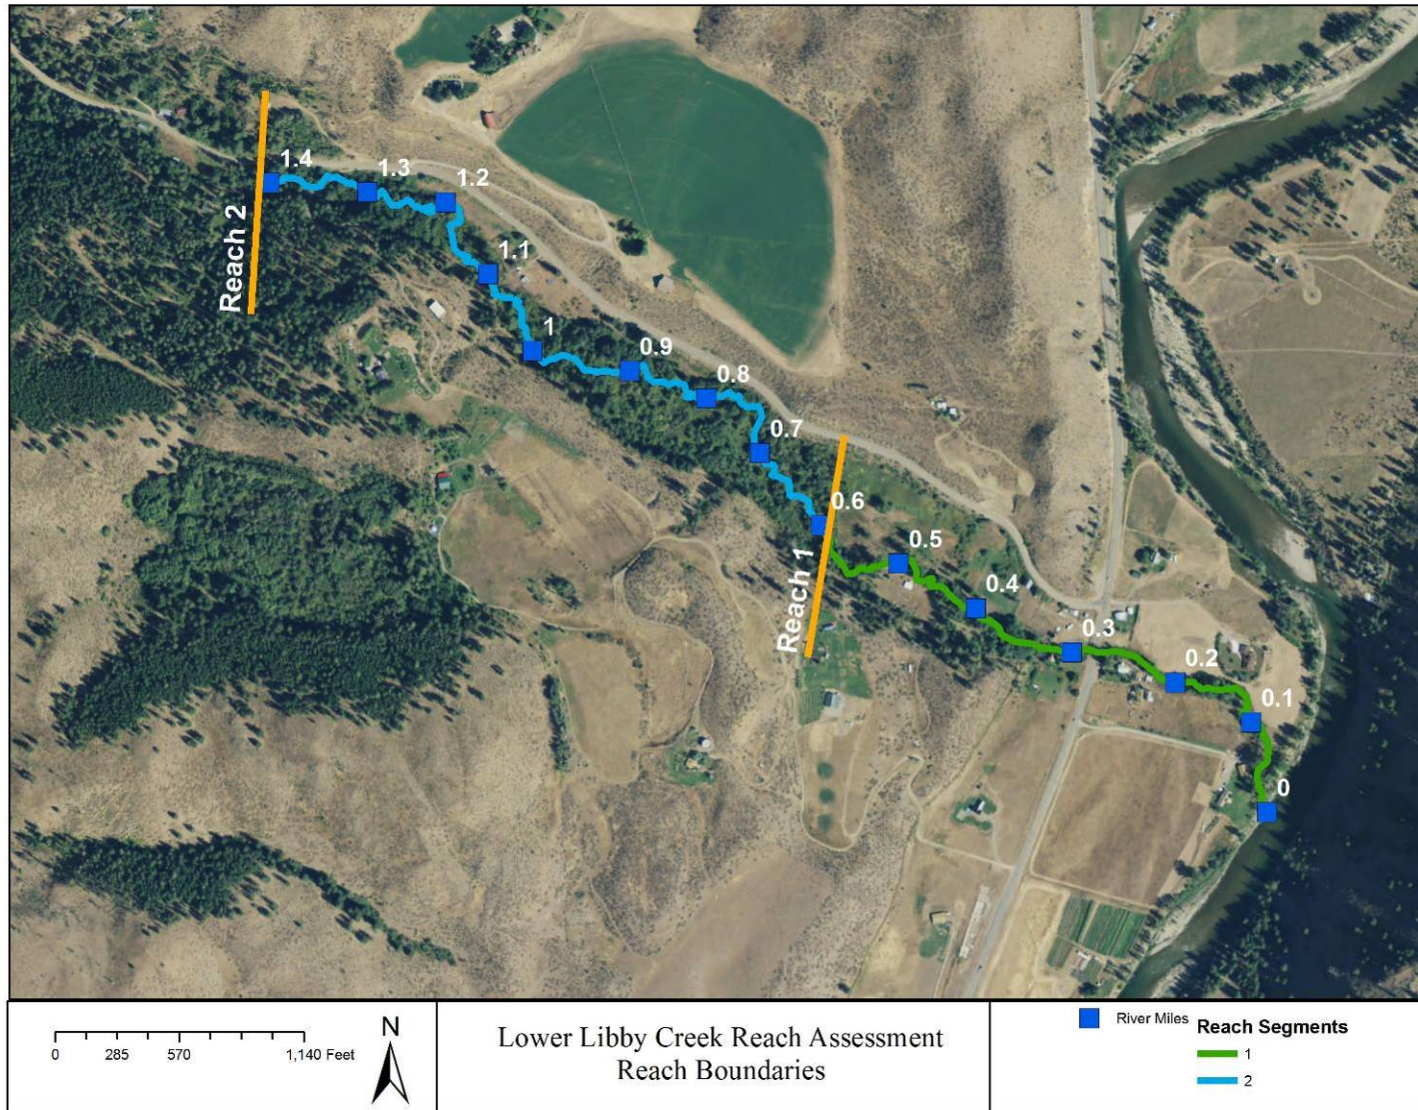 1.4
1.3
1.2
Reach 2
1.1
1
0.9
0.8
0.7
0.6
Reach 1
0.5
0.4
0.3
0.2
0.1
0
0 285 570 1,140 Feet
N
Lower Libby Creek Reach Assessment
Reach Boundaries
River Miles
Reach Segments
1
2